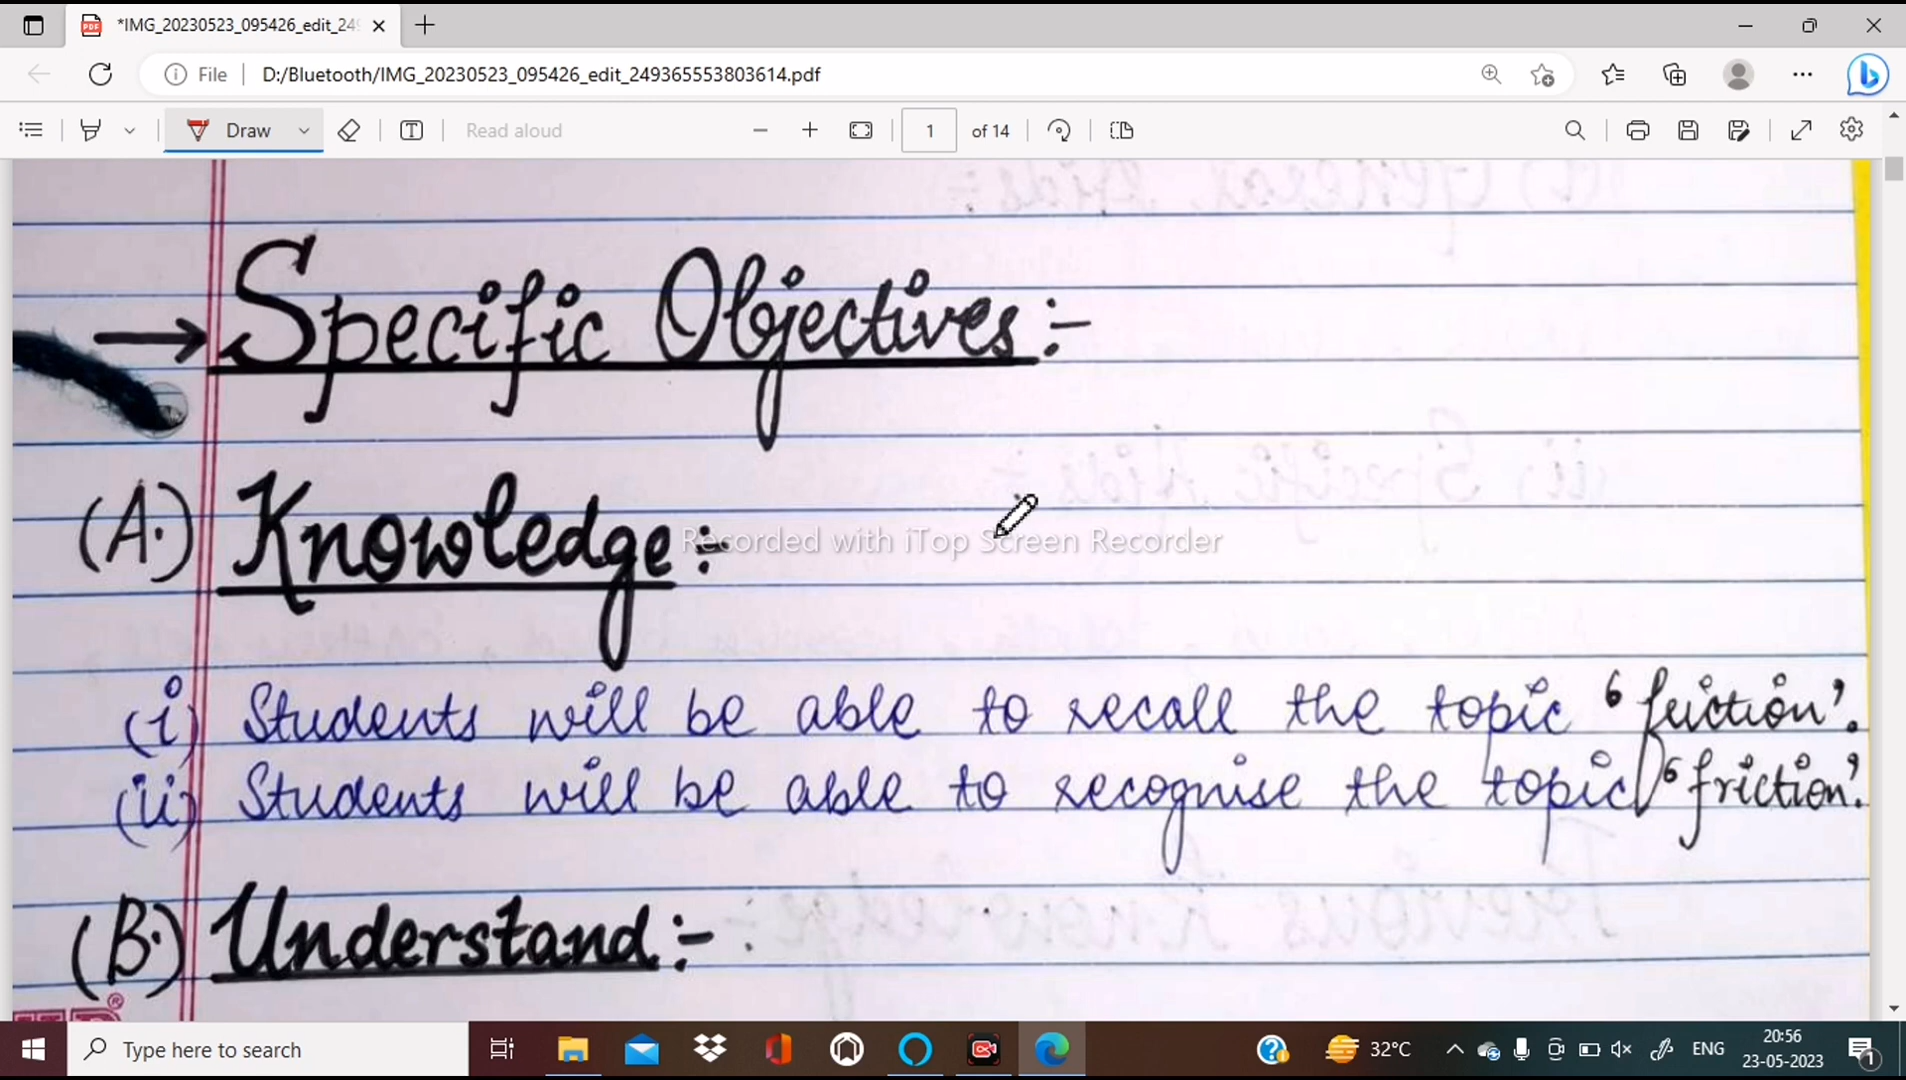 *IMG_20230523_095426_edit_249
File D:/Bluetooth/IMG_20230523_095426_edit_249365553803614.pdf
Draw Read aloud 1 of 14
→ Specific Objectives:-
(A.) Knowledge:-
Recorded with iTop Screen Recorder
(i) Students will be able to recall the topic 'friction'.
(ii) Students will be able to recognise the topic 'friction'.
(B.) Understand:-
Type here to search 32°C ENG 20:56
23-05-2023
1